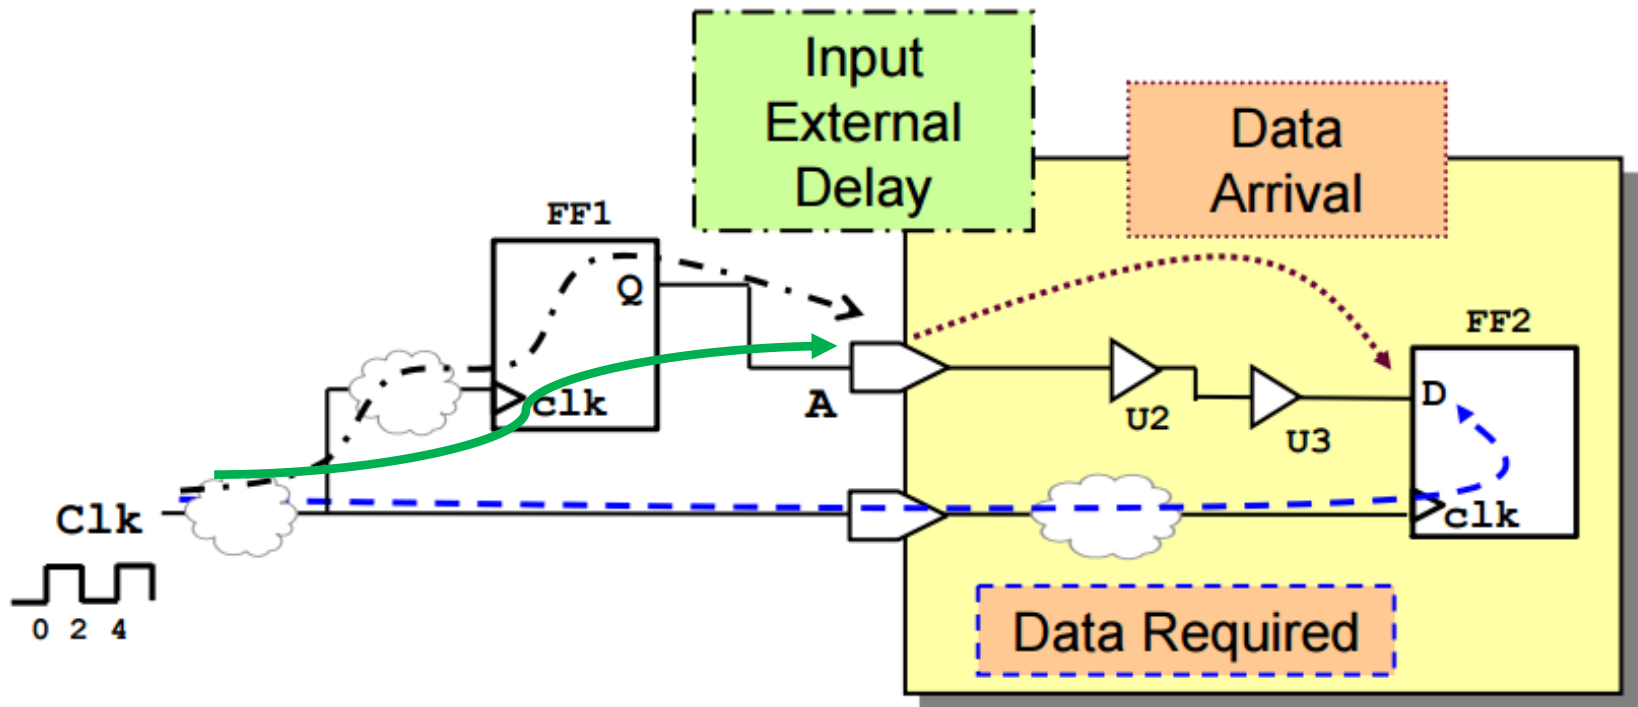 Input
External
Delay
Data
Arrival
FF1
Q
clk
A
FF2
D
clk
U2
U3
Clk
0 2 4
Data Required